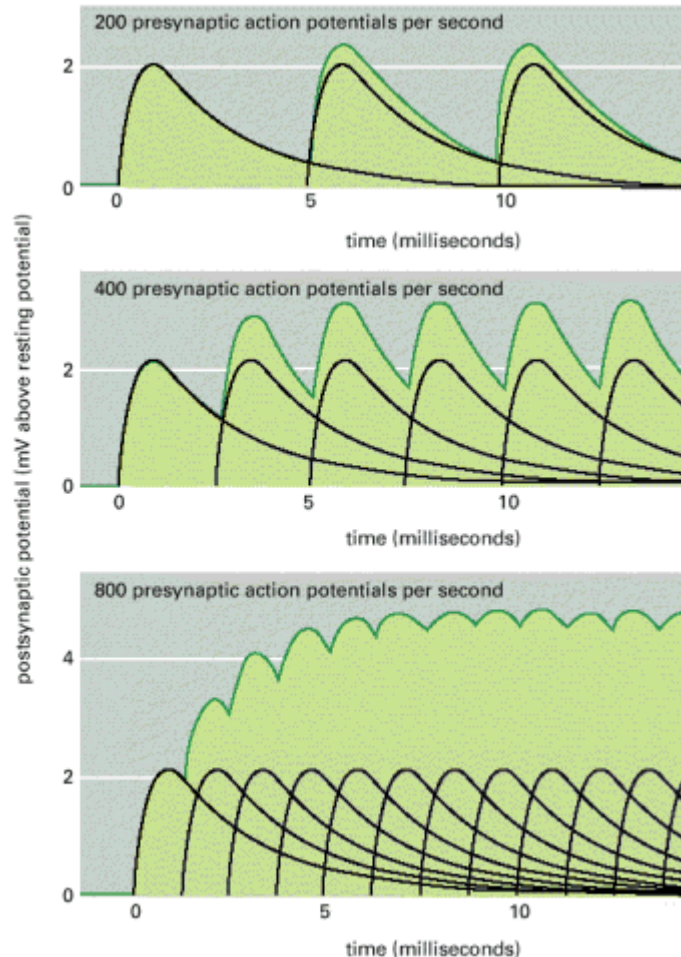 200 presynaptic action potentials per second
2
0
0 5 10
time (milliseconds)
400 presynaptic action potentials per second
2
0
0 5 10
time (milliseconds)
postsynaptic potential (mV above resting potential)
800 presynaptic action potentials per second
4
2
0
0 5 10
time (milliseconds)